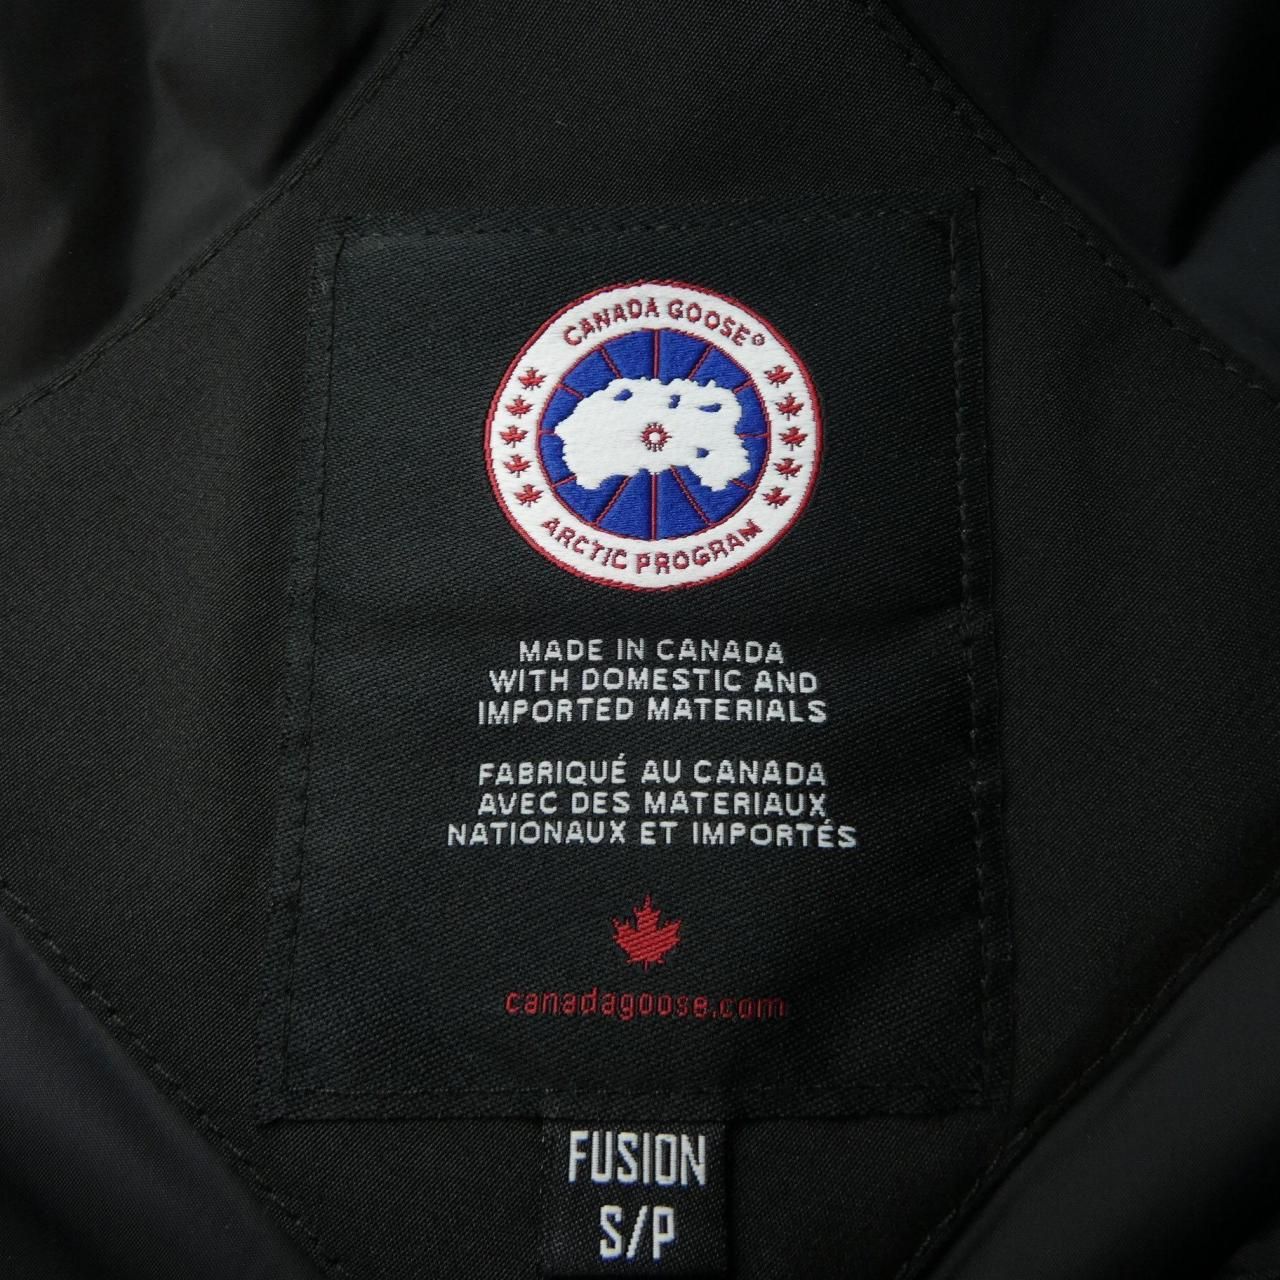 CANADA GOOSE
ARCTIC PROGRAM
MADE IN CANADA
WITH DOMESTIC AND
IMPORTED MATERIALS
FABRIQUÉ AU CANADA
AVEC DES MATERIAUX
NATIONAUX ET IMPORTÉS
canadagoose.com
FUSION
S/P